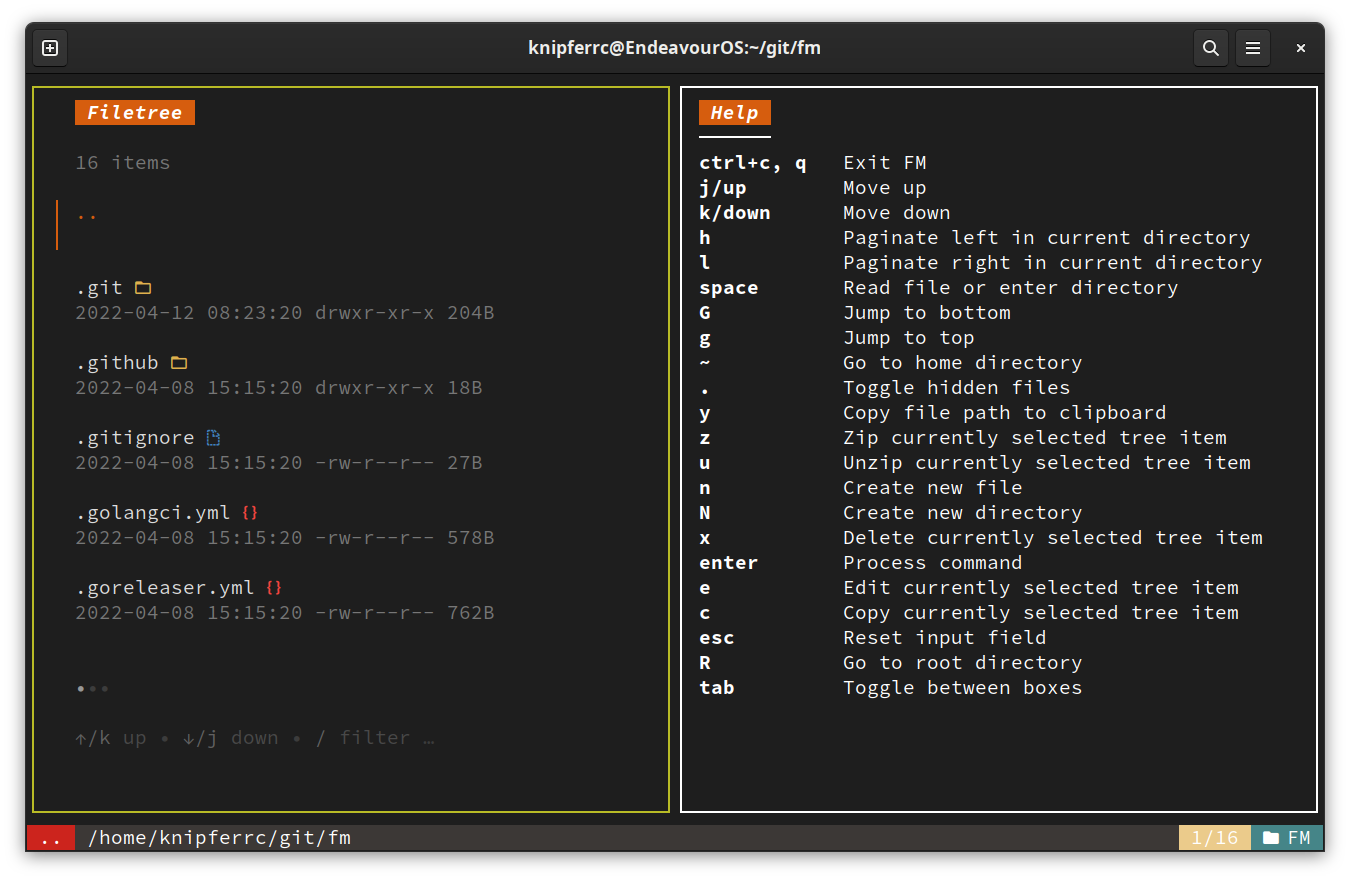 knipferrc@EndeavourOS:~/git/fm
Filetree
16 items
..
.git
2022-04-12 08:23:20 drwxr-xr-x 204B
.github
2022-04-08 15:15:20 drwxr-xr-x 18B
.gitignore
2022-04-08 15:15:20 -rw-r--r-- 27B
.golangci.yml {}
2022-04-08 15:15:20 -rw-r--r-- 578B
.goreleaser.yml {}
2022-04-08 15:15:20 -rw-r--r-- 762B
•••
↑/k up • ↓/j down • / filter …
Help
ctrl+c, q Exit FM
j/up Move up
k/down Move down
h Paginate left in current directory
l Paginate right in current directory
space Read file or enter directory
G Jump to bottom
g Jump to top
~ Go to home directory
. Toggle hidden files
y Copy file path to clipboard
z Zip currently selected tree item
u Unzip currently selected tree item
n Create new file
N Create new directory
x Delete currently selected tree item
enter Process command
e Edit currently selected tree item
c Copy currently selected tree item
esc Reset input field
R Go to root directory
tab Toggle between boxes
.. /home/knipferrc/git/fm 1/16 FM